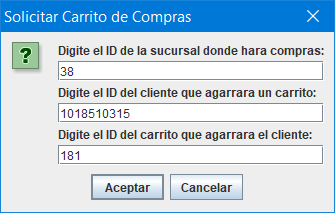 Solicitar Carrito de Compras
Digite el ID de la sucursal donde hara compras:
38
Digite el ID del cliente que agarrara un carrito:
1018510315
Digite el ID del carrito que agarrara el cliente:
181
Aceptar Cancelar